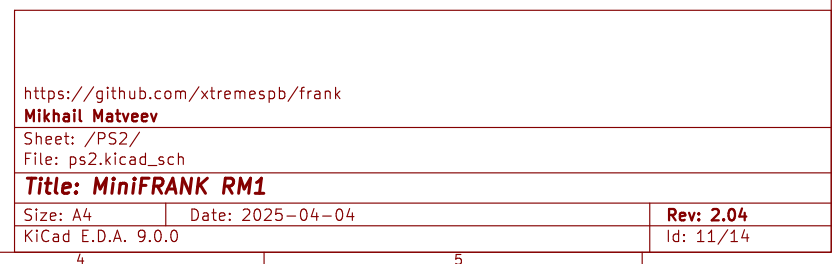 https://github.com/xtremespb/frank
Mikhail Matveev
Sheet: /PS2/
File: ps2.kicad_sch
Title: MiniFRANK RM1
Size: A4 Date: 2025-04-04 Rev: 2.04
KiCad E.D.A. 9.0.0 Id: 11/14
4 5